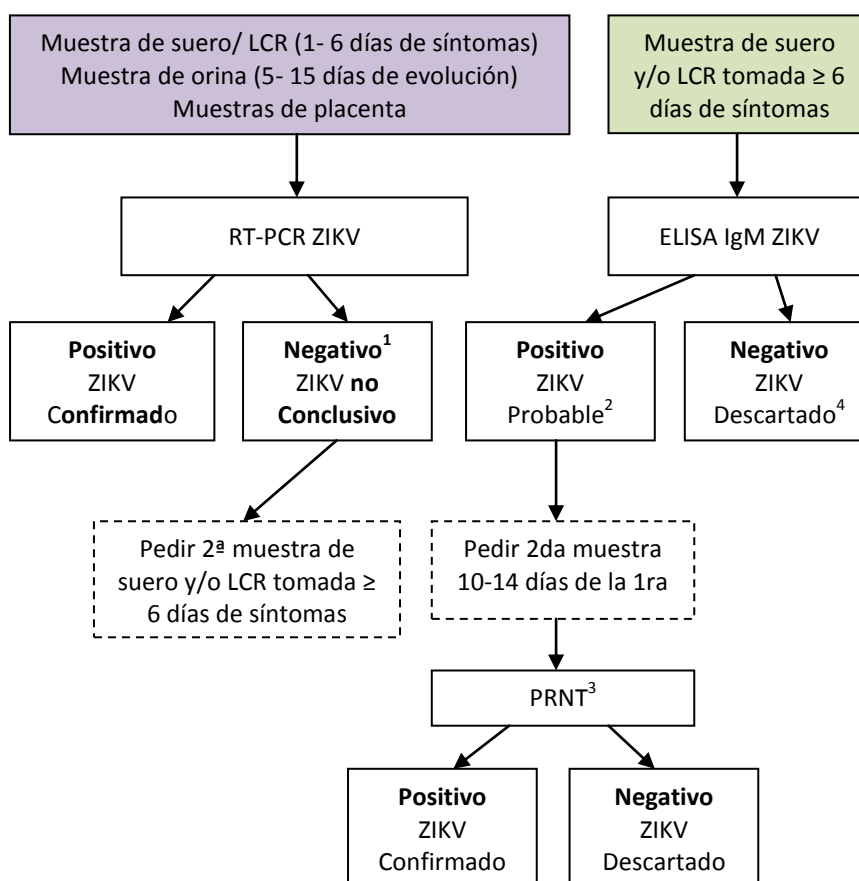 Muestra de suero/ LCR (1- 6 días de síntomas)
Muestra de orina (5- 15 días de evolución)
Muestras de placenta
Muestra de suero
y/o LCR tomada ≥ 6
días de síntomas
RT-PCR ZIKV
ELISA IgM ZIKV
Positivo
ZIKV
Confirmado
Negativo¹
ZIKV no
Conclusivo
Positivo
ZIKV
Probable²
Negativo
ZIKV
Descartado⁴
Pedir 2ª muestra de
suero y/o LCR tomada ≥
6 días de síntomas
Pedir 2da muestra
10-14 días de la 1ra
PRNT³
Positivo
ZIKV
Confirmado
Negativo
ZIKV
Descartado